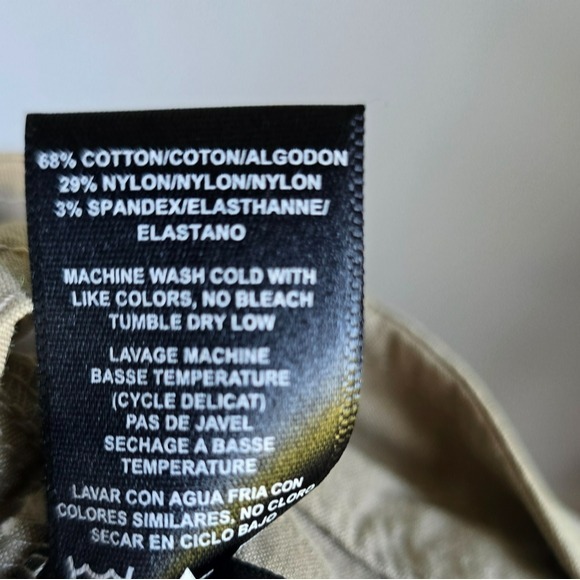 68% COTTON/COTON/ALGODON
29% NYLON/NYLON/NYLON
3% SPANDEX/ELASTHANNE/
ELASTANO
MACHINE WASH COLD WITH
LIKE COLORS, NO BLEACH
TUMBLE DRY LOW
LAVAGE MACHINE
BASSE TEMPERATURE
(CYCLE DELICAT)
PAS DE JAVEL
SECHAGE A BASSE
TEMPERATURE
LAVAR CON AGUA FRIA CON
COLORES SIMILARES, NO CLORO
SECAR EN CICLO BAJO